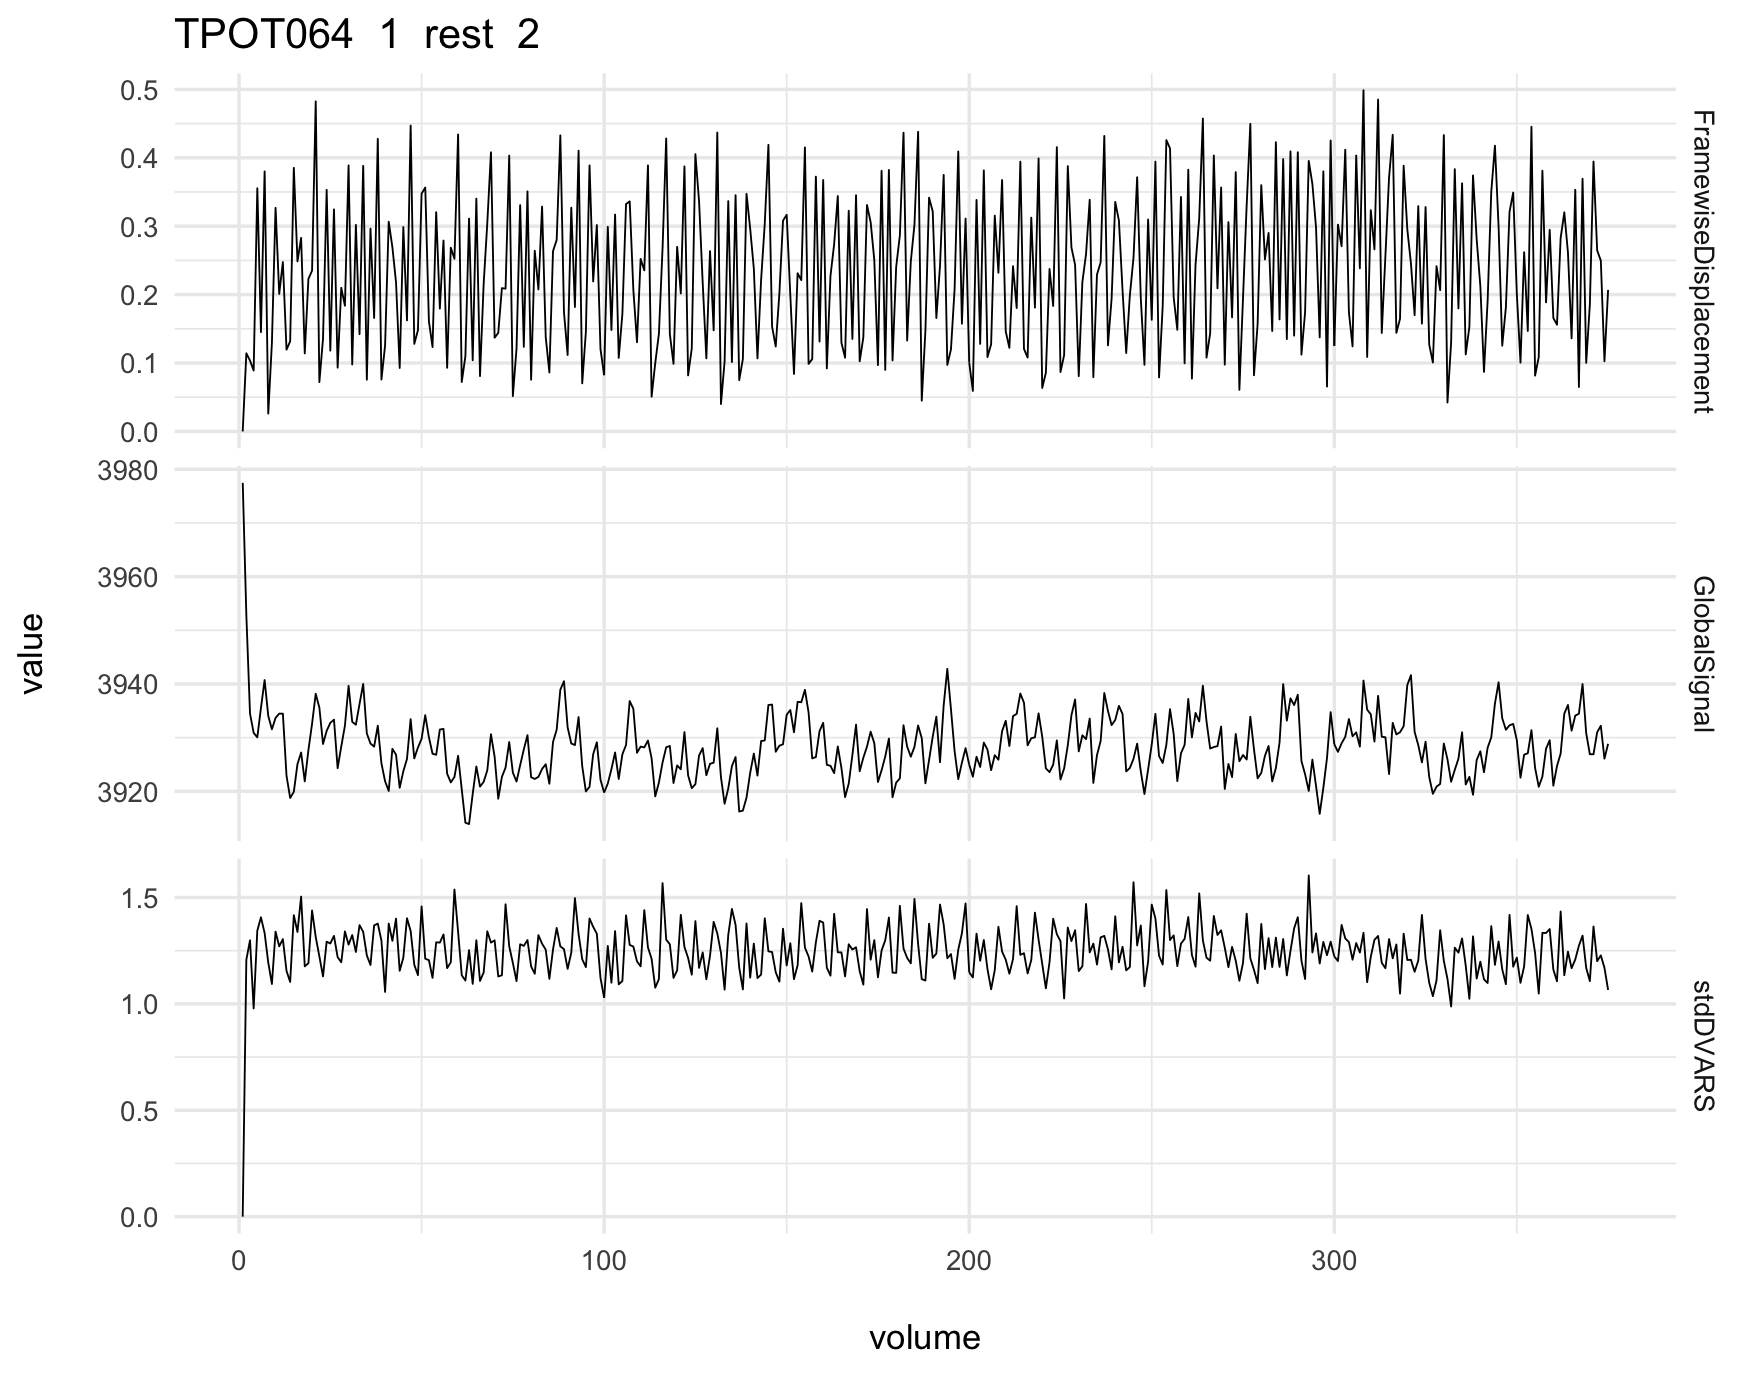 TPOT064 1 rest 2
0.5
0.4
0.3
0.2
0.1
0.0
FramewiseDisplacement
3980
3960
3940
3920
GlobalSignal
1.5
1.0
0.5
0.0
stdDVARS
value
0 100 200 300
volume